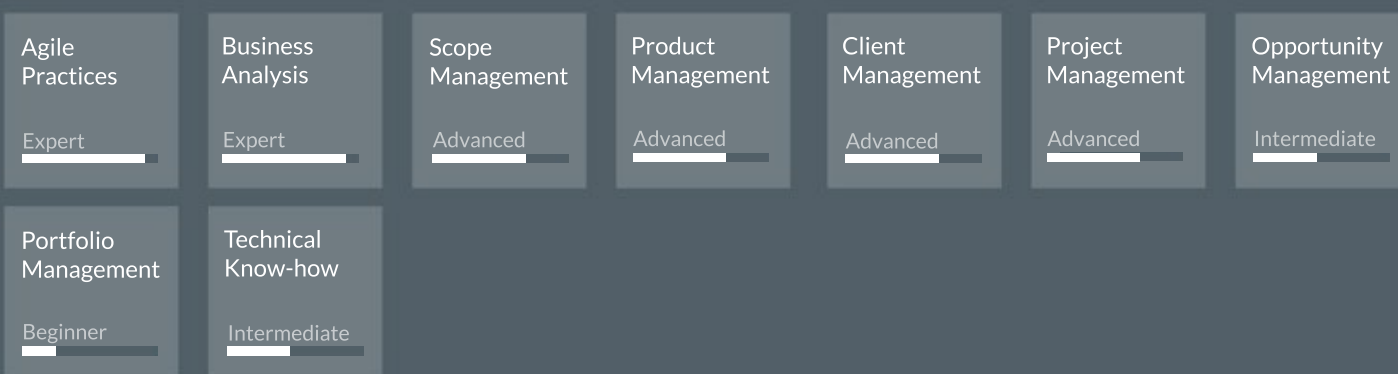 Agile
Practices
Expert
Business
Analysis
Expert
Scope
Management
Advanced
Product
Management
Advanced
Client
Management
Advanced
Project
Management
Advanced
Opportunity
Management
Intermediate
Portfolio
Management
Beginner
Technical
Know-how
Intermediate